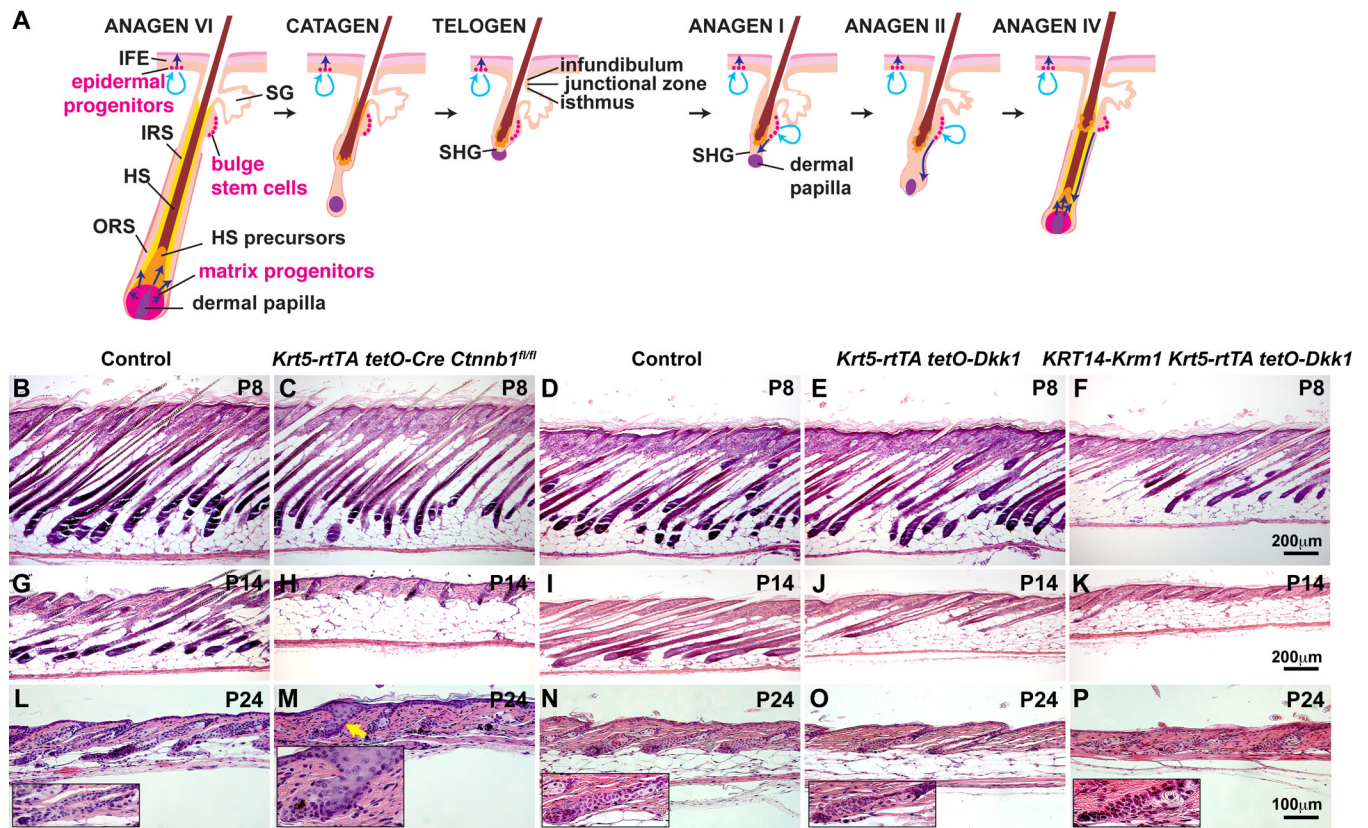 A
ANAGEN VI
CATAGEN
TELOGEN
ANAGEN I
ANAGEN II
ANAGEN IV
IFE
epidermal
progenitors
SG
IRS
HS
bulge
stem cells
ORS
HS precursors
matrix progenitors
dermal papilla
infundibulum
junctional zone
isthmus
SHG
SHG
dermal
papilla
Control
Krt5-rtTA tetO-Cre Ctnnb1fl/fl
Control
Krt5-rtTA tetO-Dkk1
KRT14-Krm1 Krt5-rtTA tetO-Dkk1
B P8
C P8
D P8
E P8
F P8
200μm
G P14
H P14
I P14
J P14
K P14
200μm
L P24
M P24
N P24
O P24
P P24
100μm